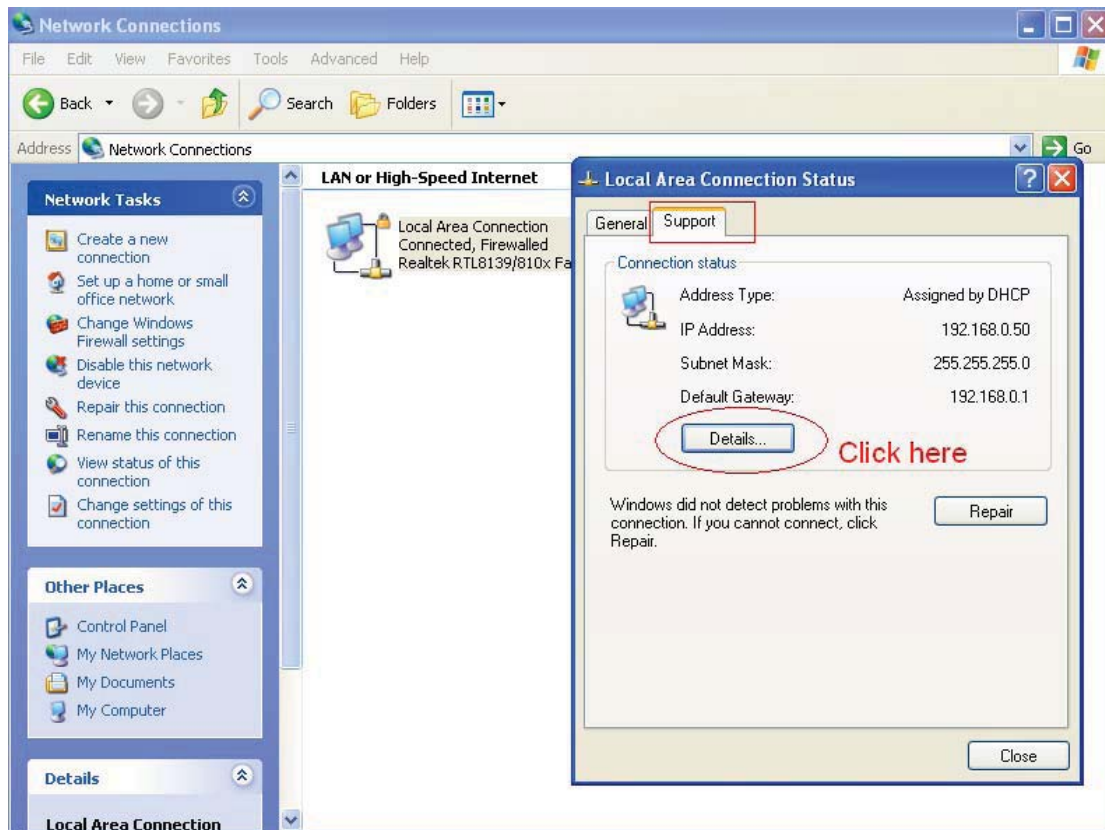 Network Connections
File Edit View Favorites Tools Advanced Help
Back Search Folders
Address Network Connections Go
Network Tasks
Create a new
connection
Set up a home or small
office network
Change Windows
Firewall settings
Disable this network
device
Repair this connection
Rename this connection
View status of this
connection
Change settings of this
connection
Other Places
Control Panel
My Network Places
My Documents
My Computer
Details
Local Area Connection
LAN or High-Speed Internet
Local Area Connection
Connected, Firewalled
Realtek RTL8139/810x Fa
Local Area Connection Status
General Support
Connection status
Address Type: Assigned by DHCP
IP Address: 192.168.0.50
Subnet Mask: 255.255.255.0
Default Gateway: 192.168.0.1
Details...
Click here
Windows did not detect problems with this
connection. If you cannot connect, click
Repair.
Repair
Close